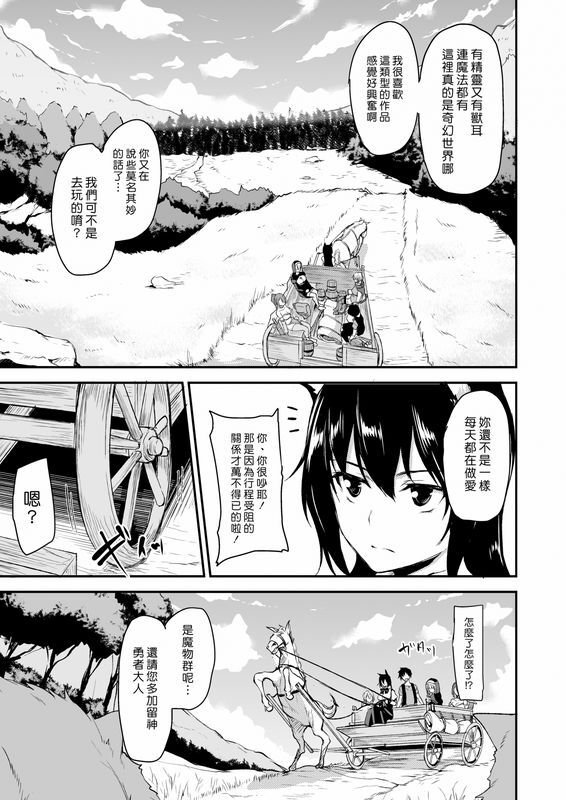 有精靈又有獸耳
連魔法都有
這裡真的是奇幻世界哪
我很喜歡
這類型的作品
感覺好興奮啊
你又在
說些莫名其妙
的話了…
我們可不是
去玩的唷？
妳還不是一樣
每天都在做愛
你、你很吵耶！
那是因為行程受阻的
關係才萬不得已的啦！
嗯？
怎麼了怎麼了!?
ガタッ
是魔物群呢…
還請您多加留神
勇者大人